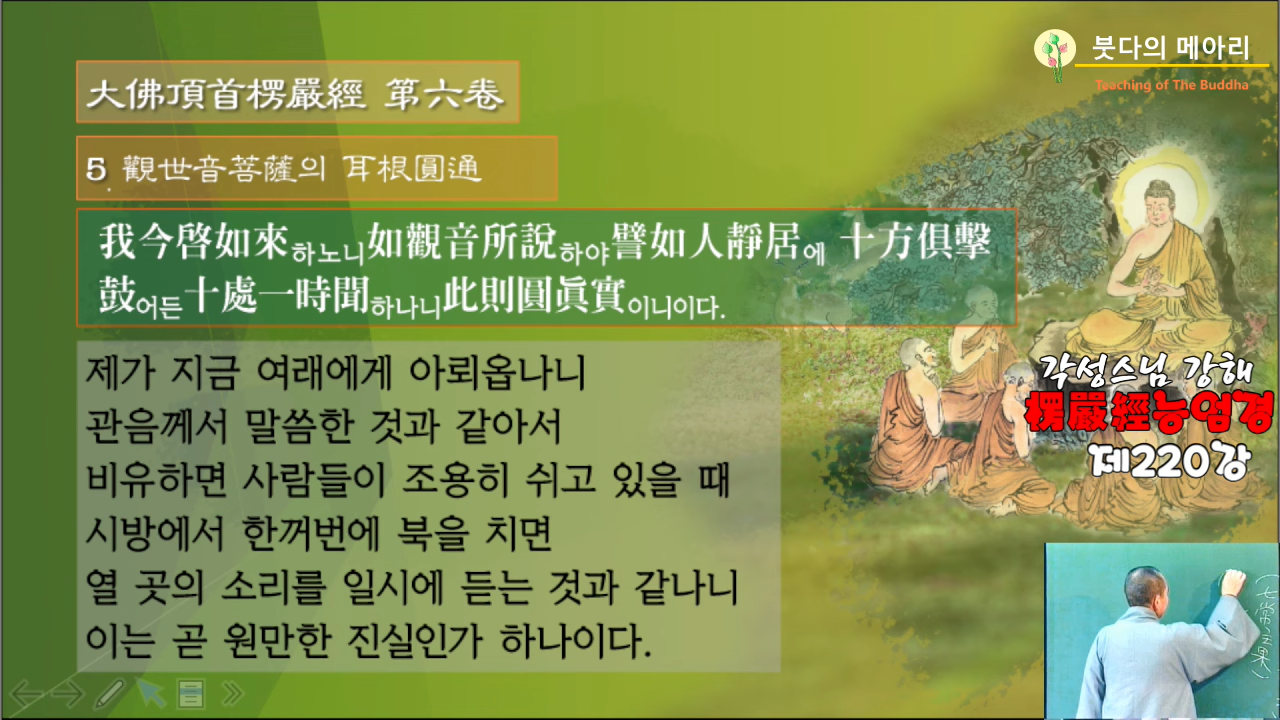 붓다의 메아리
Teaching of The Buddha
大佛頂首楞嚴經 第六卷
5. 觀世音菩薩의 耳根圓通
我今啓如來하노니如觀音所說하야譬如人靜居에 十方俱擊
鼓어든十處一時聞하나니此則圓眞實이니이다.
제가 지금 여래에게 아뢰옵나니
관음께서 말씀한 것과 같아서
비유하면 사람들이 조용히 쉬고 있을 때
시방에서 한꺼번에 북을 치면
열 곳의 소리를 일시에 듣는 것과 같나니
이는 곧 원만한 진실인가 하나이다.
각성스님 강해
楞嚴經능엄경
제220강